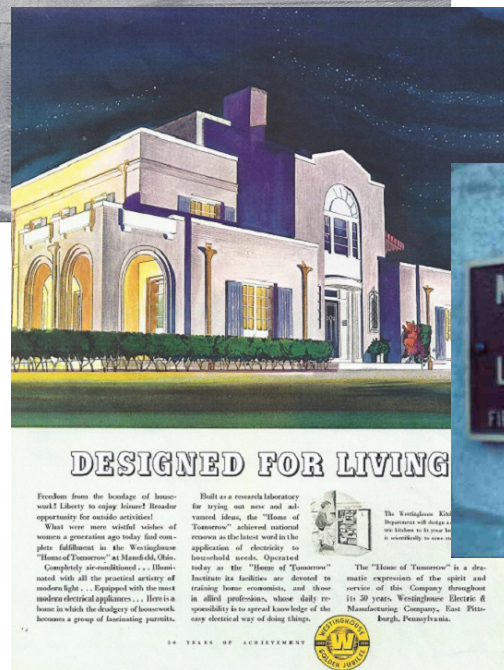 DESIGNED FOR LIVING
Freedom from the bondage of house-
work! Liberty to enjoy leisure! Broader
opportunity for outside activities!
What were mere wistful wishes of
women a generation ago today find com-
plete fulfillment in the Westinghouse
"Home of Tomorrow" at Mansfield, Ohio.
Completely air-conditioned . . . Illumi-
nated with all the practical artistry of
modern light . . . Equipped with the most
modern electrical appliances . . . Here is a
home in which the drudgery of housework
becomes a group of fascinating pursuits.
Built as a research laboratory
for trying out new and ad-
vanced ideas, the "Home of
Tomorrow" achieved national
renown as the latest word in the
application of electricity to
household needs. Operated
today as the "Home of Tomorrow"
Institute its facilities are devoted to
training home economists, and those
in allied professions, whose daily re-
sponsibility is to spread knowledge of the
easy electrical way of doing things.
The Westinghouse
Department will design a
kitchen to fit your
it scientifically to
The "Home of Tomorrow" is a dra-
matic expression of the spirit and
service of this Company throughout
its 50 years. Westinghouse Electric &
Manufacturing Company, East Pitts-
burgh, Pennsylvania.
50 YEARS OF ACHIEVEMENT
WESTINGHOUSE
W
GOLDEN JUBILEE